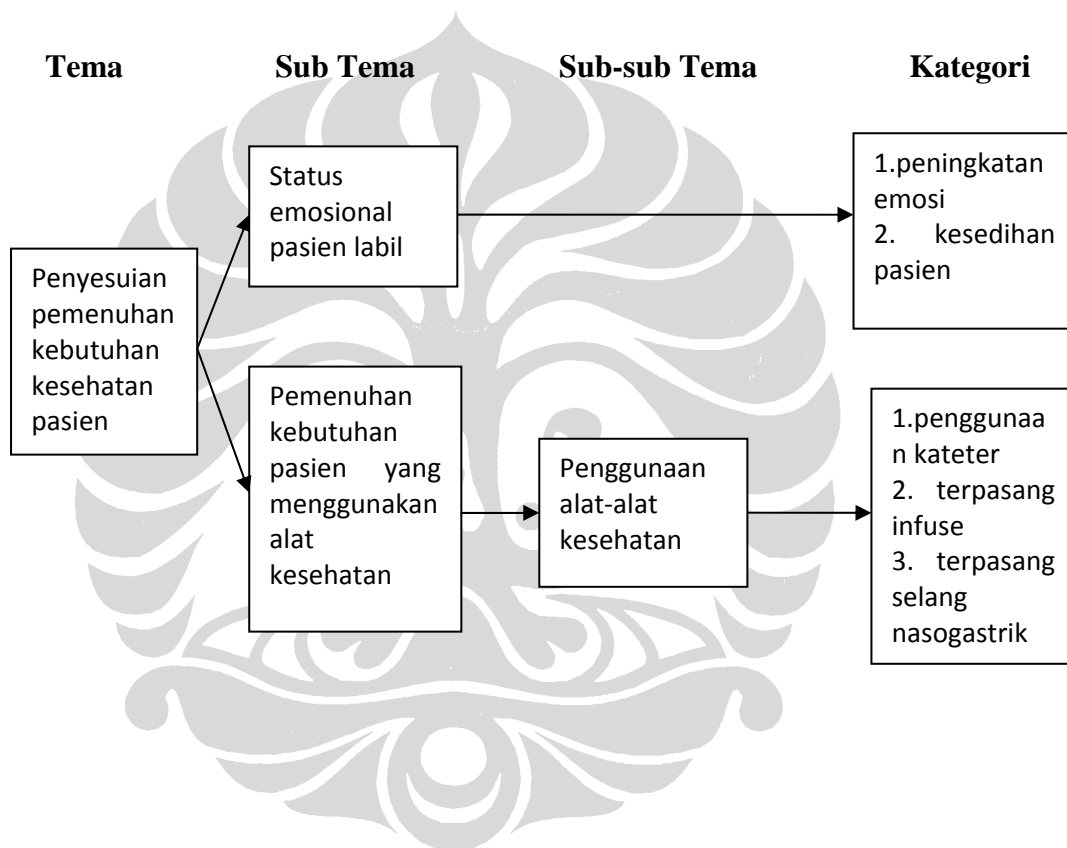 Tema Sub Tema Sub-sub Tema Kategori
Penyesuian
pemenuhan
kebutuhan
kesehatan
pasien
Status
emosional
pasien labil
Pemenuhan
kebutuhan
pasien yang
menggunakan
alat
kesehatan
Penggunaan
alat-alat
kesehatan
1.peningkatan
emosi
2. kesedihan
pasien
1.penggunaa
n kateter
2. terpasang
infuse
3. terpasang
selang
nasogastrik